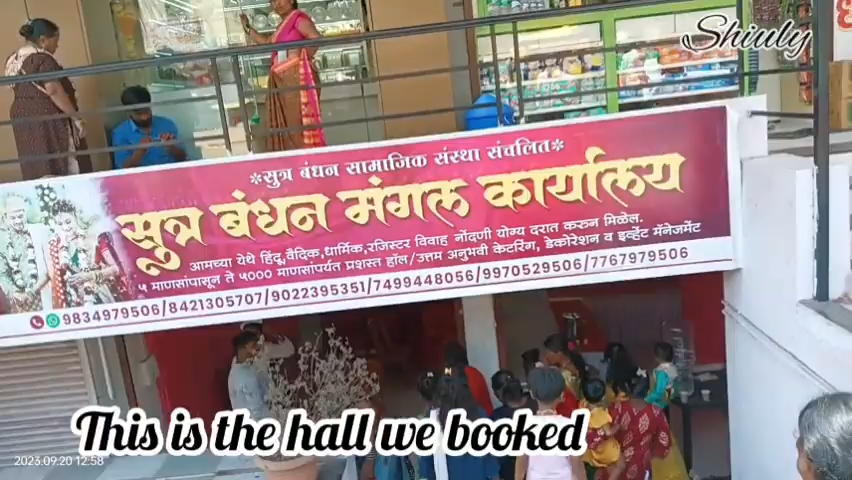 Shiuly
*सुत्र बंधन सामाजिक संस्था संचलित*
सुत्र बंधन मंगल कार्यालय
आमच्या येथे हिंदू,वैदिक,धार्मिक,रजिस्टर विवाह नोंदणी योग्य दरात करुन मिळेल.
५ माणसांपासून ते ५००० माणसांपर्यंत प्रशस्त हॉल/उत्तम अनुभवी केटरिंग, डेकोरेशन व इव्हेंट मॅनेजमेंट
9834979506/8421305707/9022395351/7499448056/9970529506/7767979506
This is the hall we booked
2023.09.20 12:58